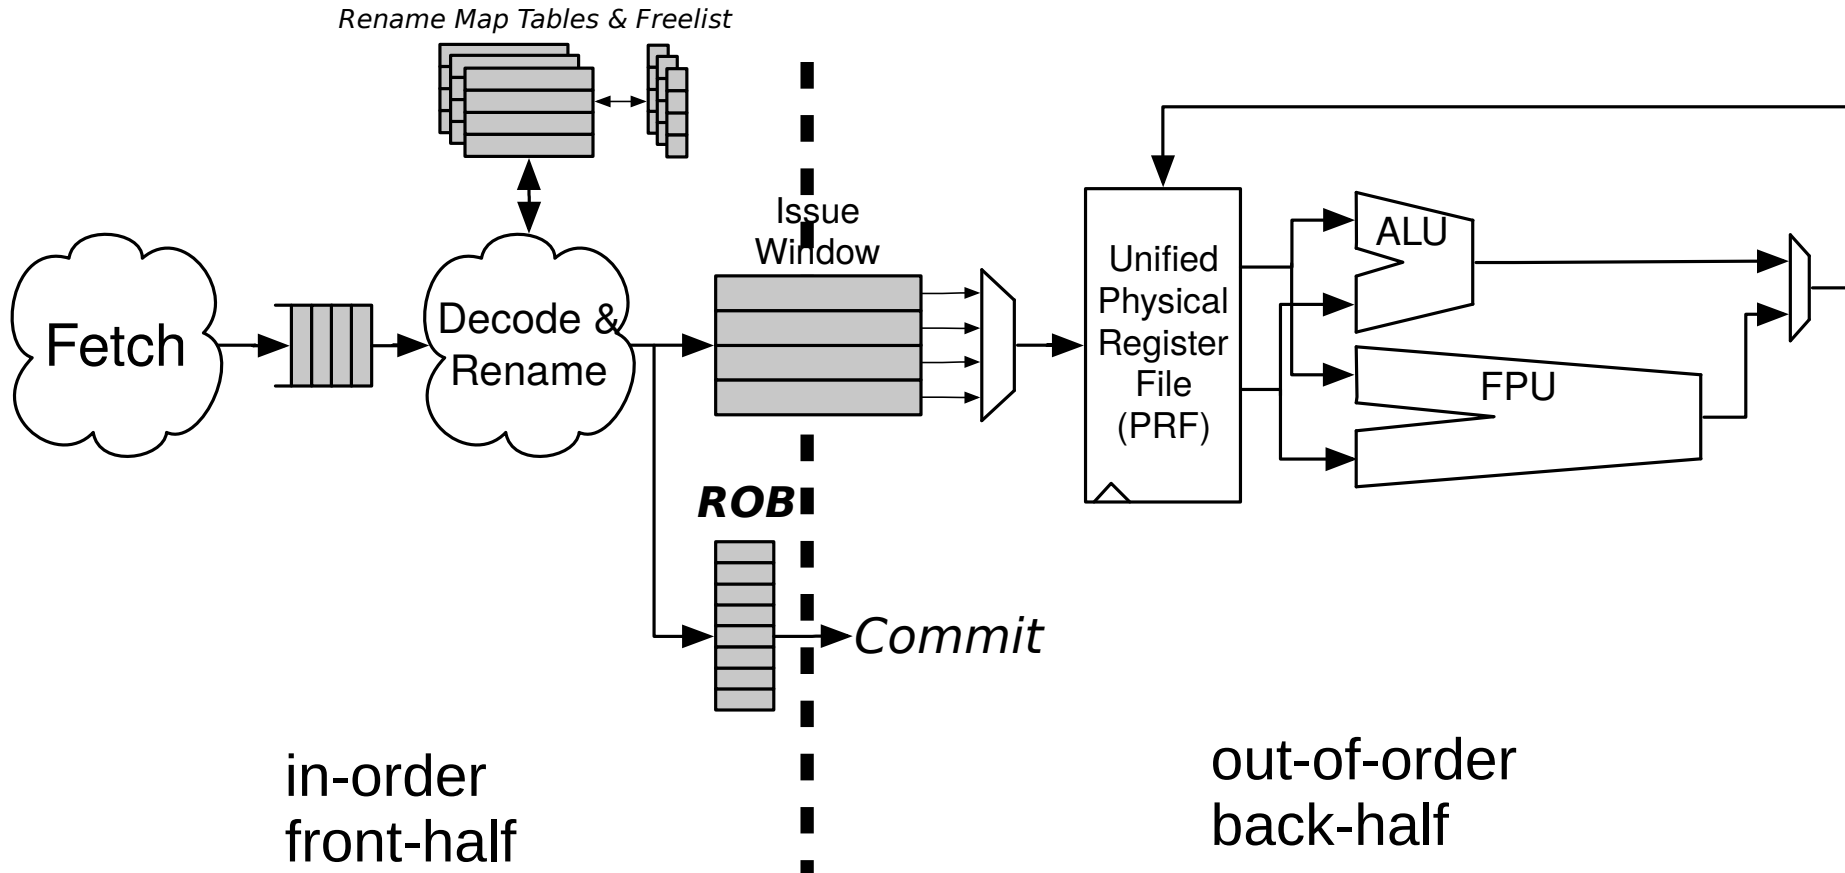 Rename Map Tables & Freelist
Issue
Window
Fetch
Decode &
Rename
Unified
Physical
Register
File
(PRF)
ALU
FPU
ROB
Commit
in-order
front-half
out-of-order
back-half